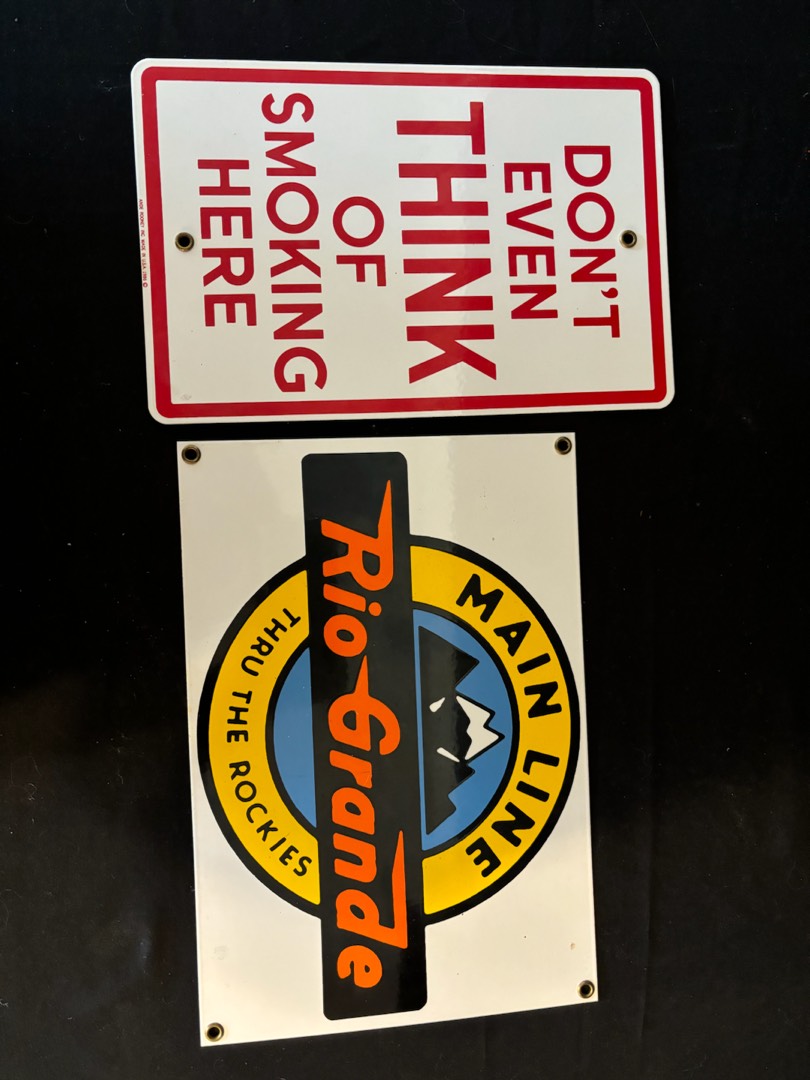 DON'T
EVEN
THINK
OF
SMOKING
HERE
MAIN LINE
Rio Grande
THRU THE ROCKIES